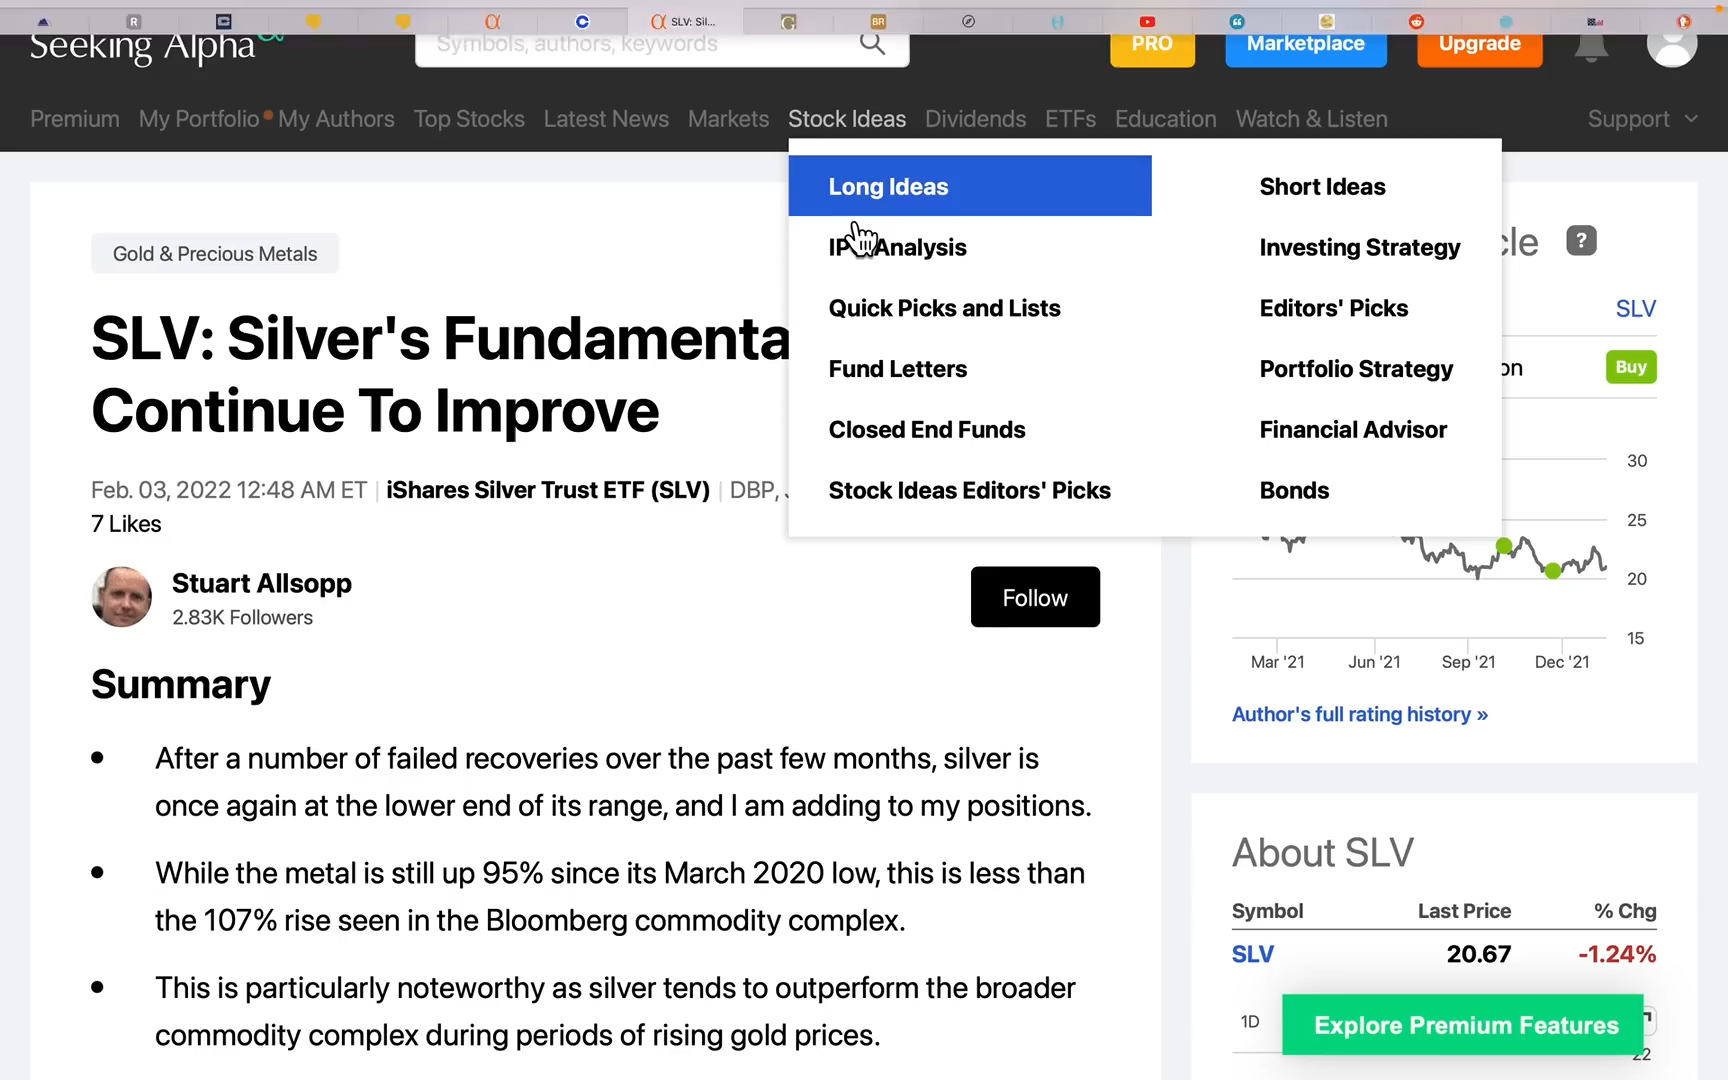 SLV: Sil...
Seeking Alpha
Symbols, authors, keywords
PRO
Marketplace
Upgrade
Premium
My Portfolio
My Authors
Top Stocks
Latest News
Markets
Stock Ideas
Dividends
ETFs
Education
Watch & Listen
Support
Long Ideas
Short Ideas
Analysis
Investing Strategy
Quick Picks and Lists
Editors' Picks
Fund Letters
Portfolio Strategy
Closed End Funds
Financial Advisor
Stock Ideas Editors' Picks
Bonds
Gold & Precious Metals
SLV: Silver's Fundamenta
Continue To Improve
Feb. 03, 2022 12:48 AM ET | iShares Silver Trust ETF (SLV) | DBP,
7 Likes
Stuart Allsopp
2.83K Followers
Follow
Summary
• After a number of failed recoveries over the past few months, silver is
once again at the lower end of its range, and I am adding to my positions.
• While the metal is still up 95% since its March 2020 low, this is less than
the 107% rise seen in the Bloomberg commodity complex.
• This is particularly noteworthy as silver tends to outperform the broader
commodity complex during periods of rising gold prices.
cle ?
SLV
on
Buy
30
25
20
15
Mar '21 Jun '21 Sep '21 Dec '21
Author's full rating history »
About SLV
Symbol Last Price % Chg
SLV 20.67 -1.24%
1D
Explore Premium Features
22